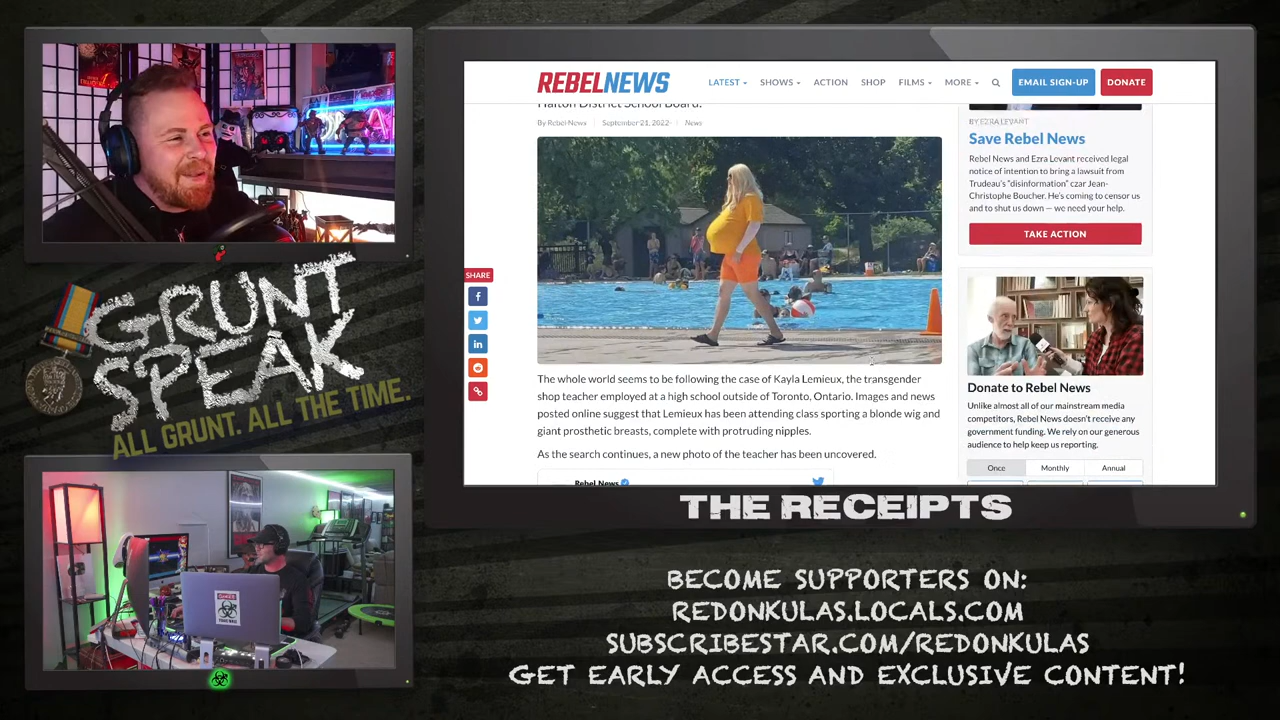 REBELNEWS
LATEST SHOWS ACTION SHOP FILMS MORE EMAIL SIGN-UP DONATE
Halton District School Board.
By Rebel News | September 21, 2022 | News
SHARE
The whole world seems to be following the case of Kayla Lemieux, the transgender
shop teacher employed at a high school outside of Toronto, Ontario. Images and news
posted online suggest that Lemieux has been attending class sporting a blonde wig and
giant prosthetic breasts, complete with protruding nipples.
As the search continues, a new photo of the teacher has been uncovered.
Rebel News
BY EZRA LEVANT
Save Rebel News
Rebel News and Ezra Levant received legal
notice of intention to bring a lawsuit from
Trudeau's "disinformation" czar Jean-
Christophe Boucher. He's coming to censor us
and to shut us down — we need your help.
TAKE ACTION
Donate to Rebel News
Unlike almost all of our mainstream media
competitors, Rebel News doesn't receive any
government funding. We rely on our generous
audience to help keep us reporting.
Once Monthly Annual
GRUNT
SPEAK
ALL GRUNT. ALL THE TIME.
THE RECEIPTS
BECOME SUPPORTERS ON:
REDONKULAS.LOCALS.COM
SUBSCRIBESTAR.COM/REDONKULAS
GET EARLY ACCESS AND EXCLUSIVE CONTENT!